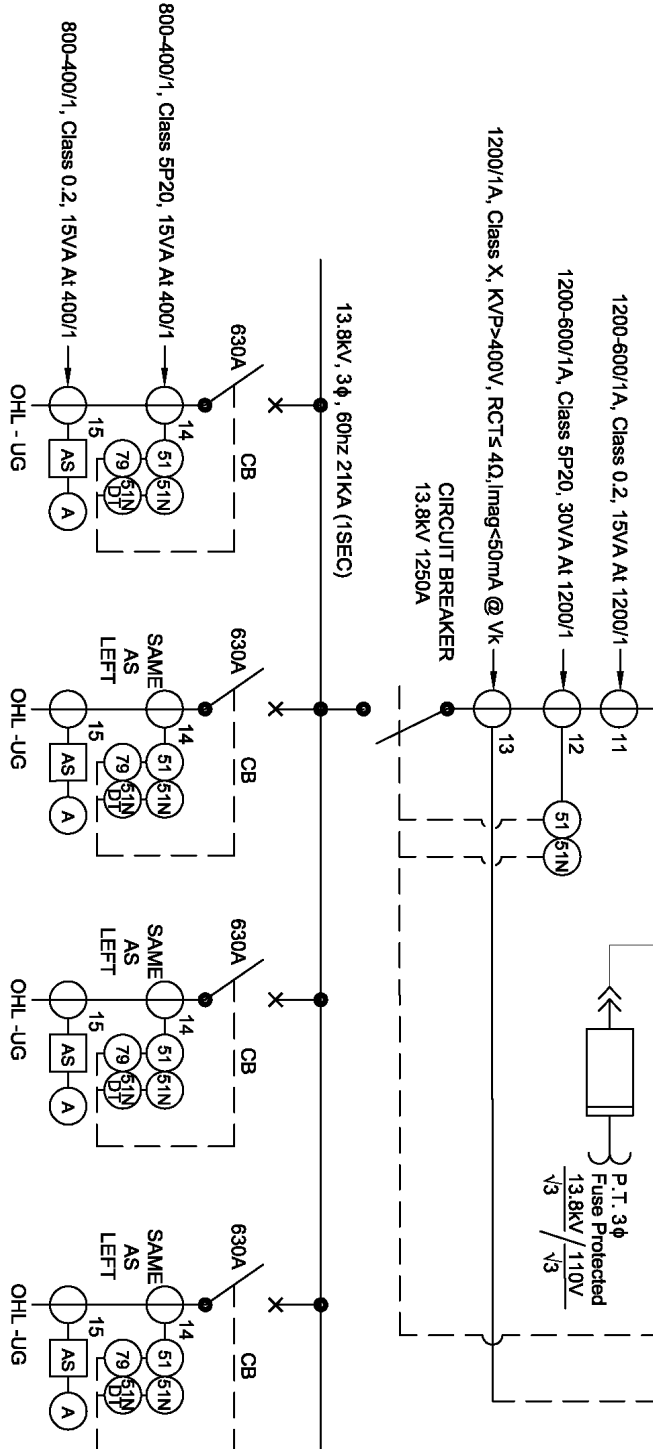 1200-600/1A, Class 0.2, 15VA At 1200/1
11
P.T. 3ϕ
Fuse Protected
13.8kV / 110V
√3 √3
1200-600/1A, Class 5P20, 30VA At 1200/1
12
51 51N
1200/1A, Class X, KVP>400V, RCT≤ 4Ω,Imag<50mA @ Vk
13
CIRCUIT BREAKER
13.8kV 1250A
13.8kV, 3ϕ , 60hz 21KA (1SEC)
630A CB
630A CB
630A CB
630A CB
800-400/1, Class 5P20, 15VA At 400/1
14
51 51N
79 51N DT
SAME
AS
LEFT
14
51 51N
79 51N DT
SAME
AS
LEFT
14
51 51N
79 51N DT
SAME
AS
LEFT
14
51 51N
79 51N DT
800-400/1, Class 0.2, 15VA At 400/1
15
AS A
15
AS A
15
AS A
15
AS A
OHL - UG
OHL -UG
OHL -UG
OHL -UG